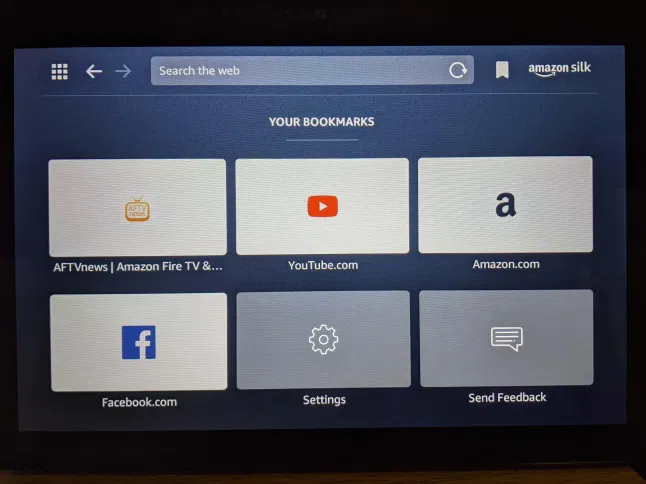 Search the web
amazon silk
YOUR BOOKMARKS
AFTV
news
a
AFTVnews | Amazon Fire TV &...
YouTube.com
Amazon.com
f
Facebook.com
Settings
Send Feedback